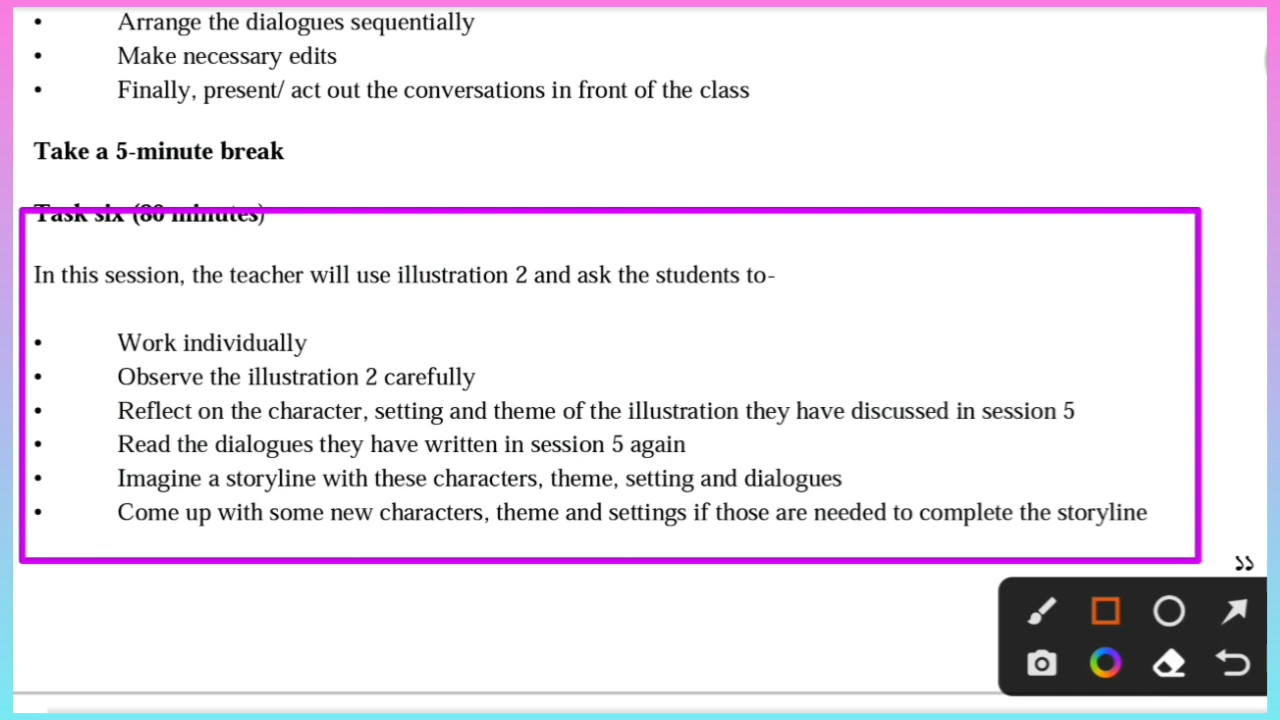 • Arrange the dialogues sequentially
• Make necessary edits
• Finally, present/ act out the conversations in front of the class
Take a 5-minute break
Task six (80 minutes)
In this session, the teacher will use illustration 2 and ask the students to-
• Work individually
• Observe the illustration 2 carefully
• Reflect on the character, setting and theme of the illustration they have discussed in session 5
• Read the dialogues they have written in session 5 again
• Imagine a storyline with these characters, theme, setting and dialogues
• Come up with some new characters, theme and settings if those are needed to complete the storyline
১১